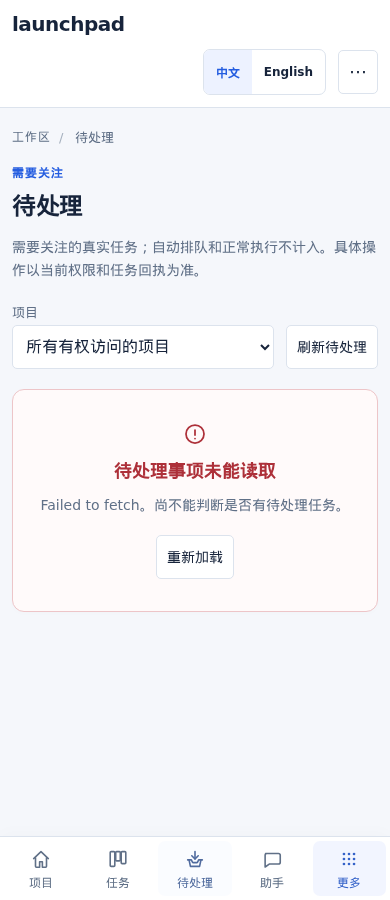 launchpad
中文 English ···
工作区 / 待处理
需要关注
待处理
需要关注的真实任务；自动排队和正常执行不计入。具体操
作以当前权限和任务回执为准。
项目
所有有权访问的项目 刷新待处理
待处理事项未能读取
Failed to fetch。尚不能判断是否有待处理任务。
重新加载
项目 任务 待处理 助手 更多